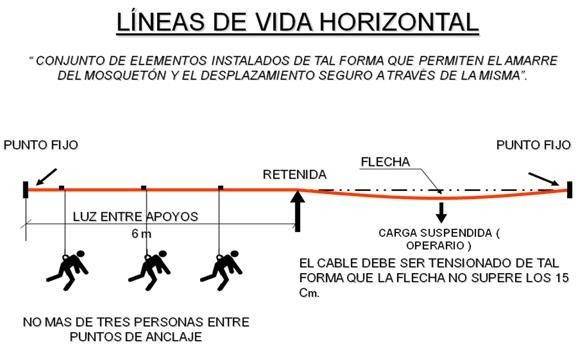 LÍNEAS DE VIDA HORIZONTAL
“ CONJUNTO DE ELEMENTOS INSTALADOS DE TAL FORMA QUE PERMITEN EL AMARRE
DEL MOSQUETÓN Y EL DESPLAZAMIENTO SEGURO A TRAVÉS DE LA MISMA”.
PUNTO FIJO
PUNTO FIJO
RETENIDA
FLECHA
LUZ ENTRE APOYOS
6 m
CARGA SUSPENDIDA (
OPERARIO )
EL CABLE DEBE SER TENSIONADO DE TAL
FORMA QUE LA FLECHA NO SUPERE LOS 15
Cm.
NO MAS DE TRES PERSONAS ENTRE
PUNTOS DE ANCLAJE